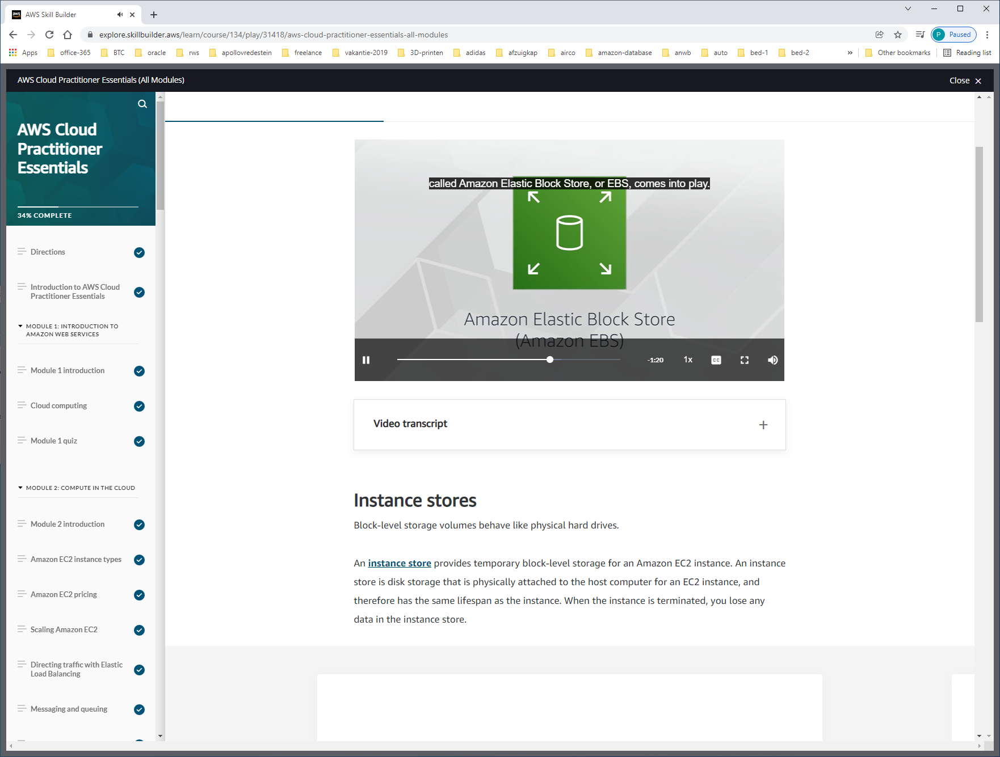 AWS Skill Builder
explore.skillbuilder.aws/learn/course/134/play/31418/aws-cloud-practitioner-essentials-all-modules
P Paused
Apps office-365 BTC oracle rws apollovredestein freelance vakantie-2019 3D-printen adidas afzuigkap airco amazon-database anwb auto bed-1 bed-2 » Other bookmarks Reading list
AWS Cloud Practitioner Essentials (All Modules)
Close
AWS Cloud
Practitioner
Essentials
34% COMPLETE
Directions
Introduction to AWS Cloud
Practitioner Essentials
MODULE 1: INTRODUCTION TO
AMAZON WEB SERVICES
Module 1 introduction
Cloud computing
Module 1 quiz
MODULE 2: COMPUTE IN THE CLOUD
Module 2 introduction
Amazon EC2 instance types
Amazon EC2 pricing
Scaling Amazon EC2
Directing traffic with Elastic
Load Balancing
Messaging and queuing
called Amazon Elastic Block Store, or EBS, comes into play.
Amazon Elastic Block Store
(Amazon EBS)
-1:20 1x CC
Video transcript
Instance stores
Block-level storage volumes behave like physical hard drives.
An instance store provides temporary block-level storage for an Amazon EC2 instance. An instance
store is disk storage that is physically attached to the host computer for an EC2 instance, and
therefore has the same lifespan as the instance. When the instance is terminated, you lose any
data in the instance store.